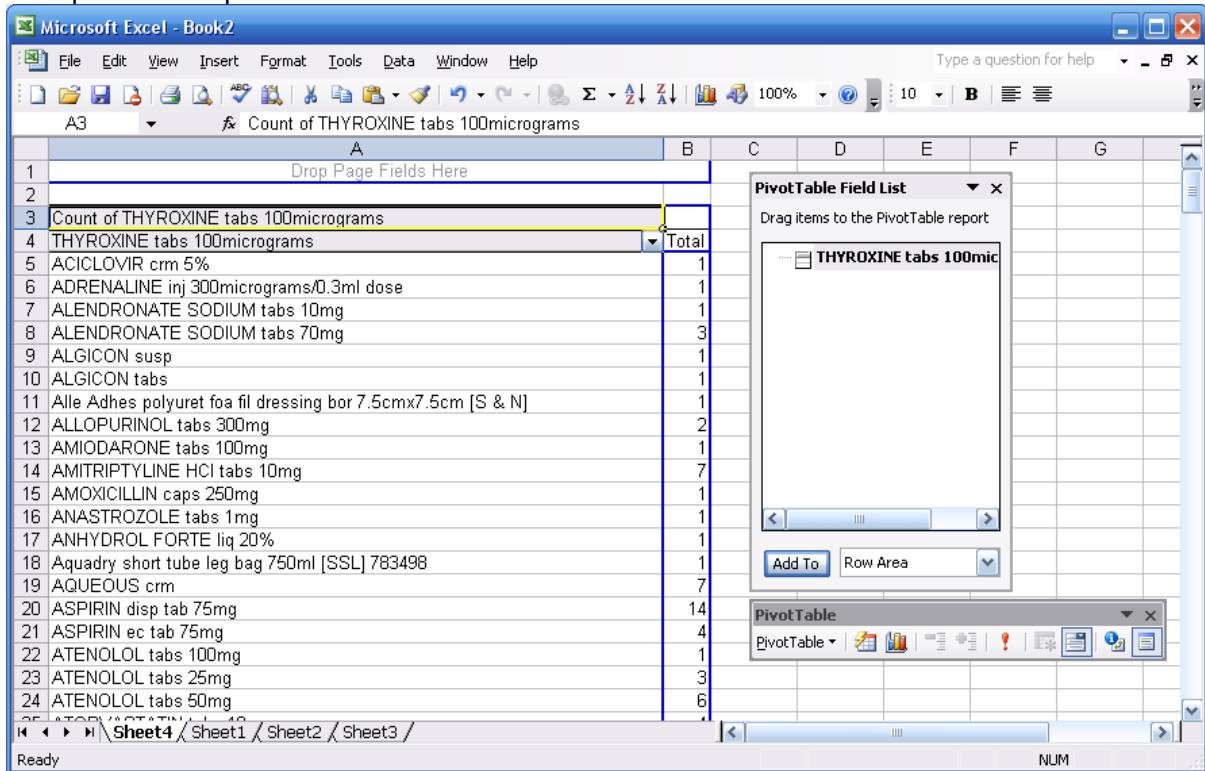 Microsoft Excel - Book2
File Edit View Insert Format Tools Data Window Help Type a question for help
100% 10 B
A3 fx Count of THYROXINE tabs 100micrograms
A B C D E F G
1 Drop Page Fields Here
2
3 Count of THYROXINE tabs 100micrograms
4 THYROXINE tabs 100micrograms Total
5 ACICLOVIR crm 5% 1
6 ADRENALINE inj 300micrograms/0.3ml dose 1
7 ALENDRONATE SODIUM tabs 10mg 1
8 ALENDRONATE SODIUM tabs 70mg 3
9 ALGICON susp 1
10 ALGICON tabs 1
11 Alle Adhes polyuret foa fil dressing bor 7.5cmx7.5cm [S & N] 1
12 ALLOPURINOL tabs 300mg 2
13 AMIODARONE tabs 100mg 1
14 AMITRIPTYLINE HCl tabs 10mg 7
15 AMOXICILLIN caps 250mg 1
16 ANASTROZOLE tabs 1mg 1
17 ANHYDROL FORTE liq 20% 1
18 Aquadry short tube leg bag 750ml [SSL] 783498 1
19 AQUEOUS crm 7
20 ASPIRIN disp tab 75mg 14
21 ASPIRIN ec tab 75mg 4
22 ATENOLOL tabs 100mg 1
23 ATENOLOL tabs 25mg 3
24 ATENOLOL tabs 50mg 6
PivotTable Field List
Drag items to the PivotTable report
THYROXINE tabs 100mic
Add To Row Area
PivotTable
PivotTable
Sheet4 Sheet1 Sheet2 Sheet3
Ready NUM